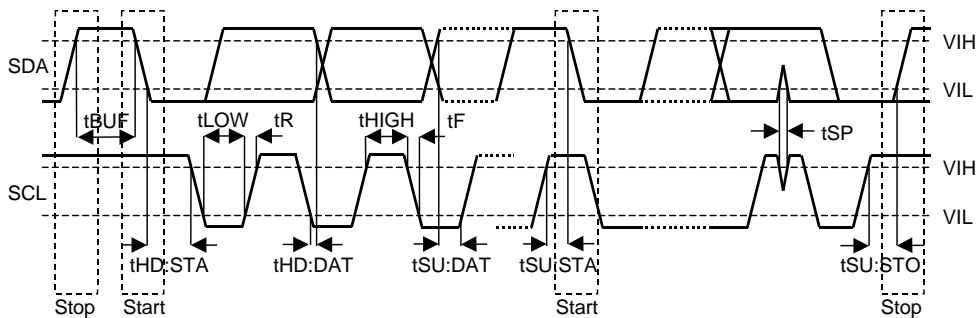 VIH
SDA
VIL
tBUF tLOW tR tHIGH tF tSP
VIH
SCL
VIL
tHD:STA tHD:DAT tSU:DAT tSU:STA tSU:STO
Stop Start Start Stop